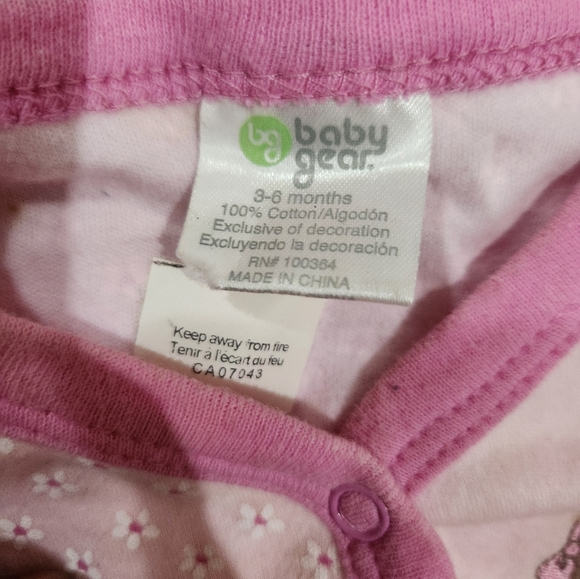 bg baby
gear.
3-6 months
100% Cotton/Algodón
Exclusive of decoration
Excluyendo la decoración
RN# 100364
MADE IN CHINA
Keep away from fire
Tenir à l'écart du feu
CA07043